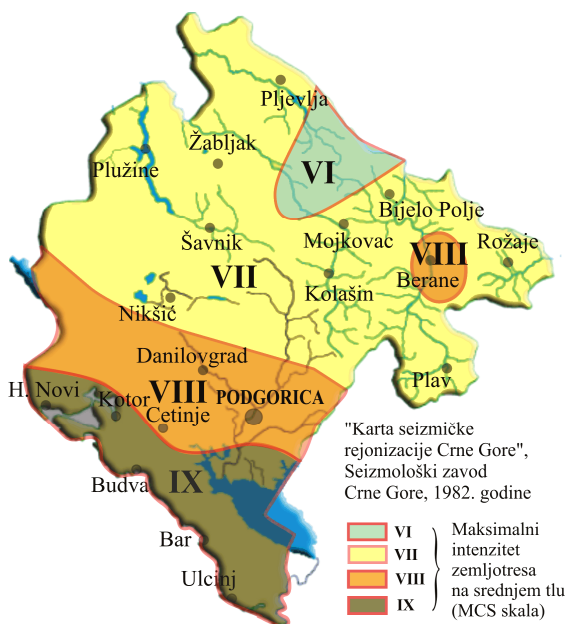 Pljevlja
Žabljak
Plužine
VI
Bijelo Polje
Šavnik
Mojkovac
VIII
Rožaje
VII
Kolašin
Berane
Nikšić
Danilovgrad
Plav
H. Novi
Kotor
VIII
PODGORICA
Cetinje
"Karta seizmičke
rejonizacije Crne Gore",
Seizmološki zavod
Crne Gore, 1982. godine
Budva
IX
Bar
Ulcinj
VI
VII
VIII
IX
Maksimalni
intenzitet
zemljotresa
na srednjem tlu
(MCS skala)